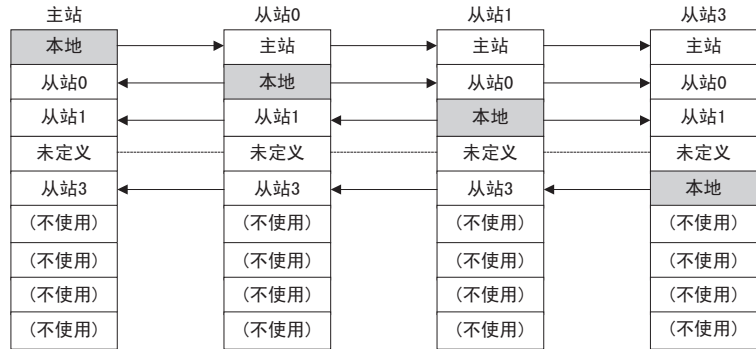 主站 从站0 从站1 从站3
本地 主站 主站 主站
从站0 本地 从站0 从站0
从站1 从站1 本地 从站1
未定义 未定义 未定义 未定义
从站3 从站3 从站3 本地
(不使用) (不使用) (不使用) (不使用)
(不使用) (不使用) (不使用) (不使用)
(不使用) (不使用) (不使用) (不使用)
(不使用) (不使用) (不使用) (不使用)